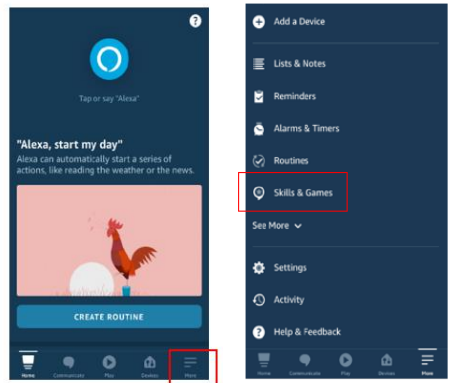 ?
Tap or say "Alexa"
"Alexa, start my day"
Alexa can automatically start a series of
actions, like reading the weather or the news.
CREATE ROUTINE
Home
Communicate
Play
Devices
More
Add a Device
Lists & Notes
Reminders
Alarms & Timers
Routines
Skills & Games
See More
Settings
Activity
? Help & Feedback
Home
Communicate
Play
Devices
More